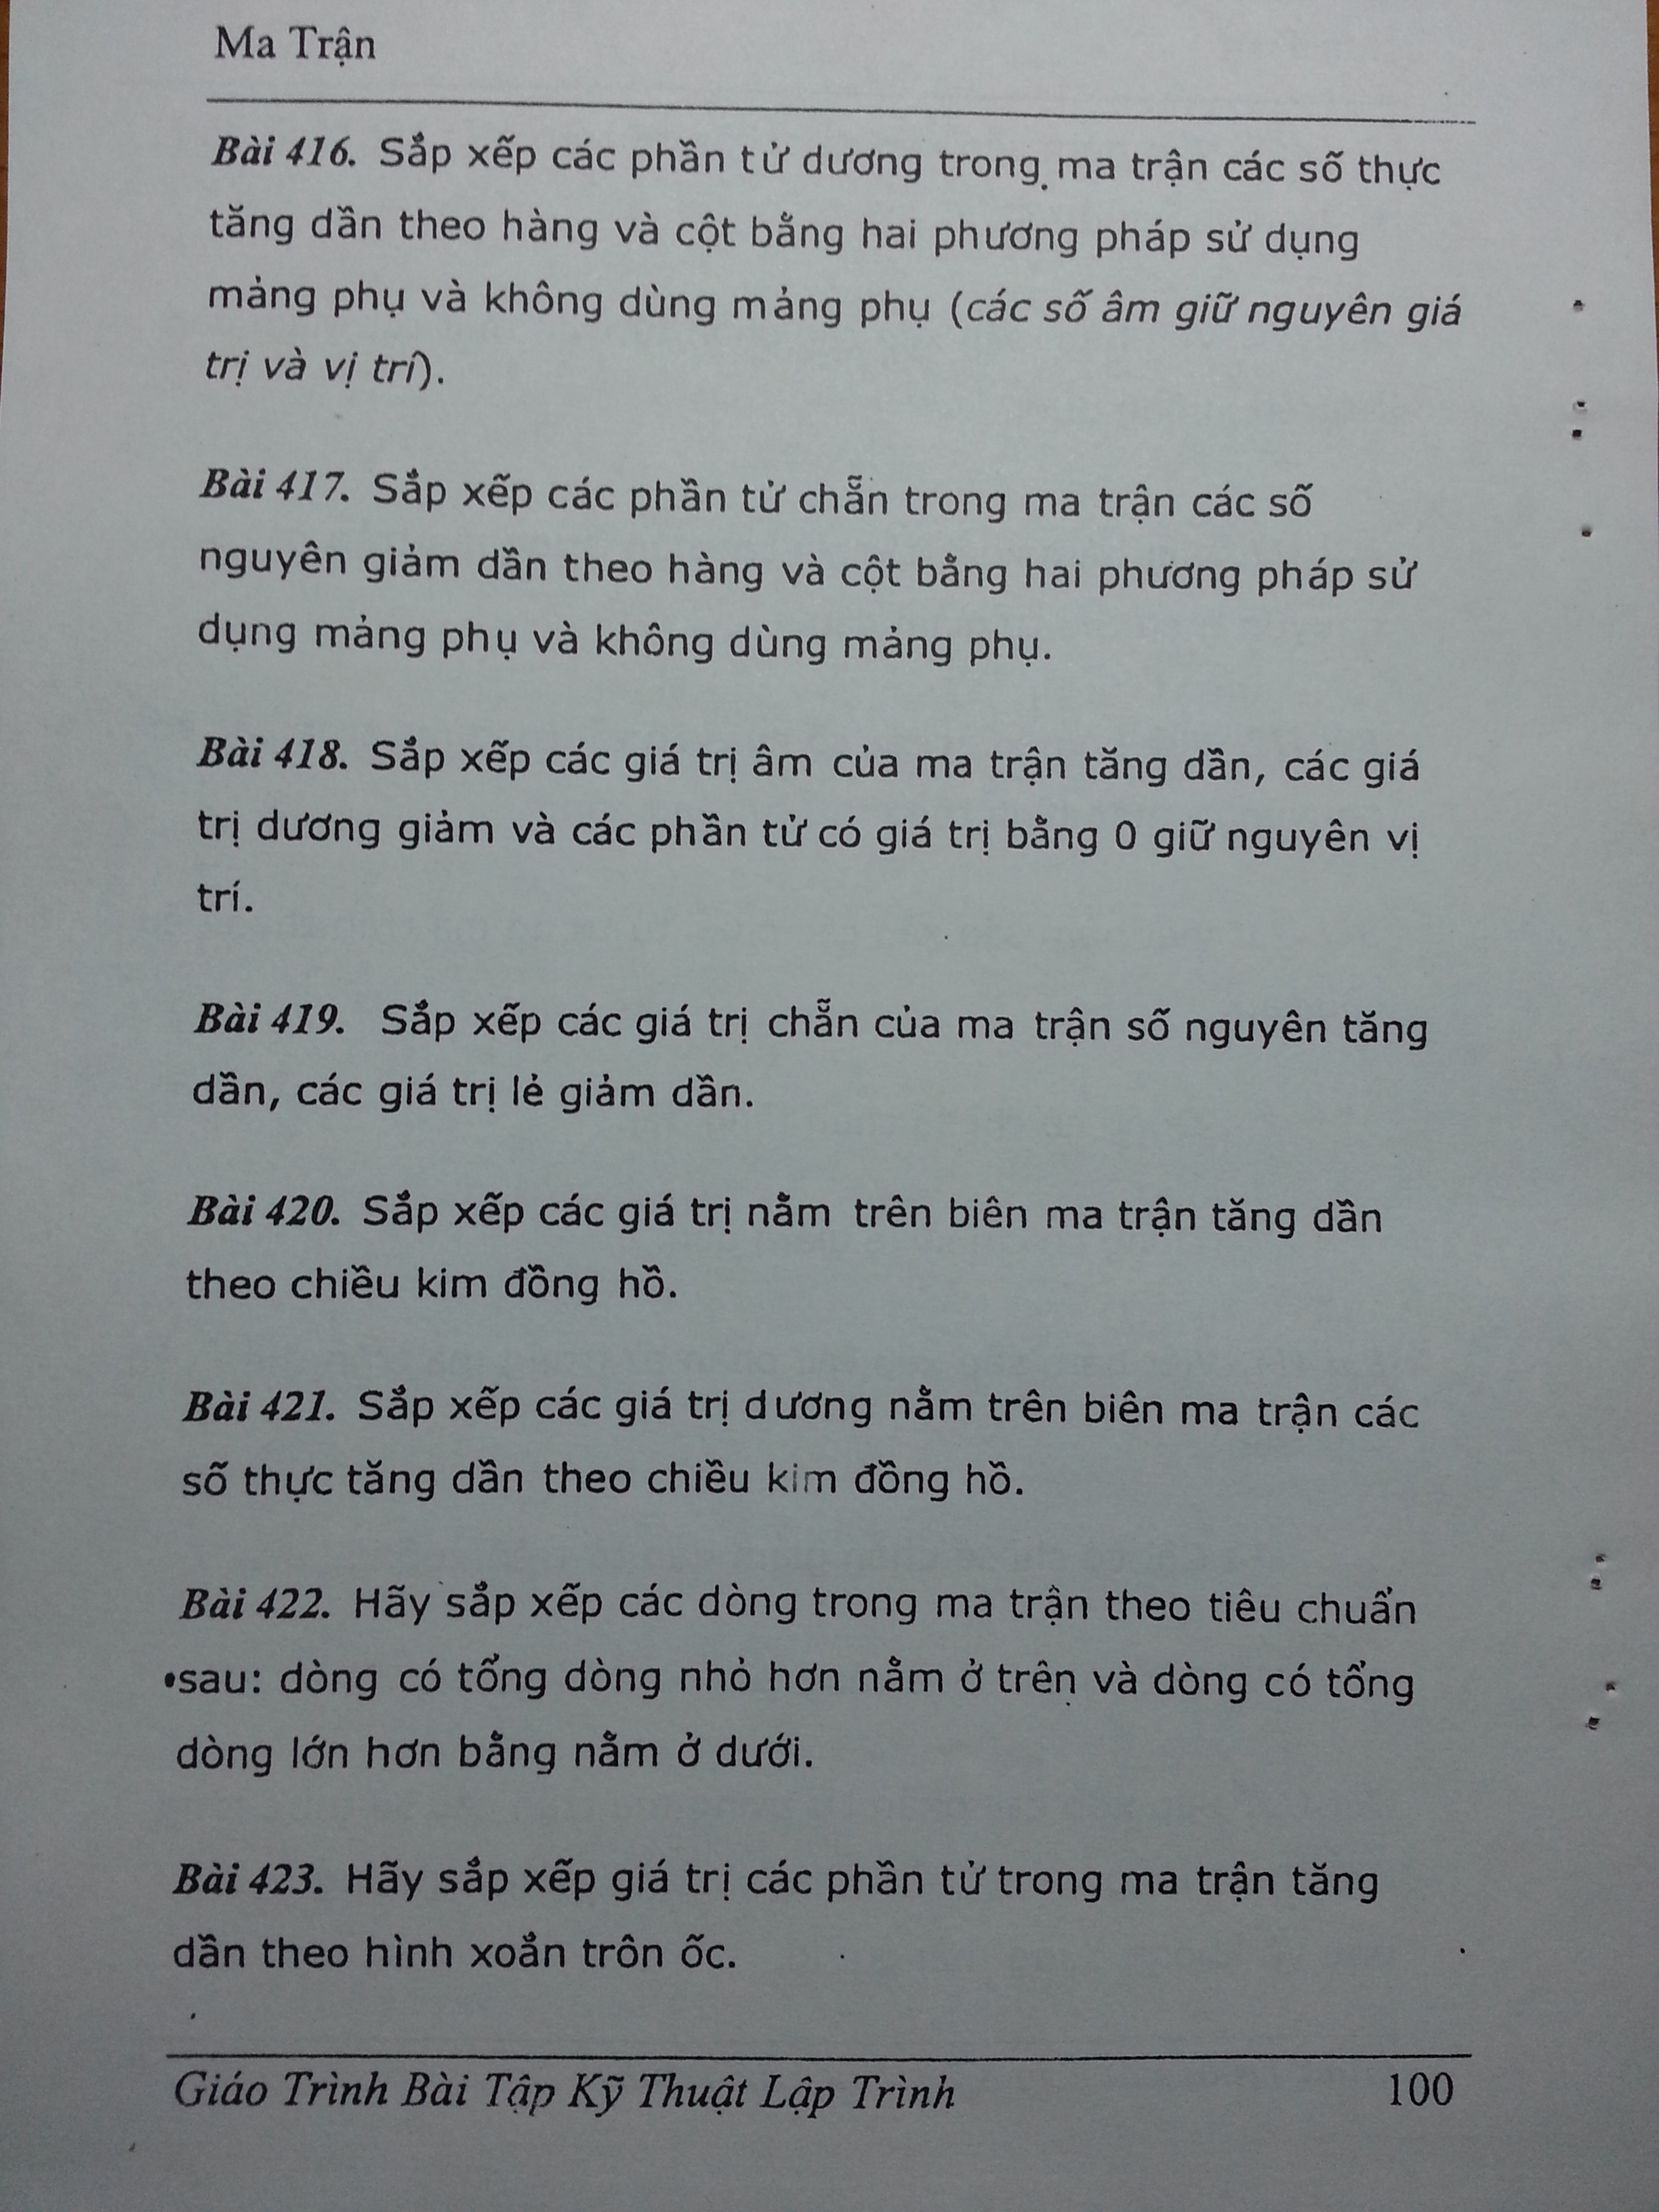 Ma Trận
Bài 416. Sắp xếp các phần tử dương trong ma trận các số thực
tăng dần theo hàng và cột bằng hai phương pháp sử dụng
mảng phụ và không dùng mảng phụ (các số âm giữ nguyên giá
trị và vị trí).
Bài 417. Sắp xếp các phần tử chẵn trong ma trận các số
nguyên giảm dần theo hàng và cột bằng hai phương pháp sử
dụng mảng phụ và không dùng mảng phụ.
Bài 418. Sắp xếp các giá trị âm của ma trận tăng dần, các giá
trị dương giảm và các phần tử có giá trị bằng 0 giữ nguyên vị
trí.
Bài 419. Sắp xếp các giá trị chẵn của ma trận số nguyên tăng
dần, các giá trị lẻ giảm dần.
Bài 420. Sắp xếp các giá trị nằm trên biên ma trận tăng dần
theo chiều kim đồng hồ.
Bài 421. Sắp xếp các giá trị dương nằm trên biên ma trận các
số thực tăng dần theo chiều kim đồng hồ.
Bài 422. Hãy sắp xếp các dòng trong ma trận theo tiêu chuẩn
sau: dòng có tổng dòng nhỏ hơn nằm ở trên và dòng có tổng
dòng lớn hơn bằng nằm ở dưới.
Bài 423. Hãy sắp xếp giá trị các phần tử trong ma trận tăng
dần theo hình xoắn trôn ốc.
Giáo Trình Bài Tập Kỹ Thuật Lập Trình 100